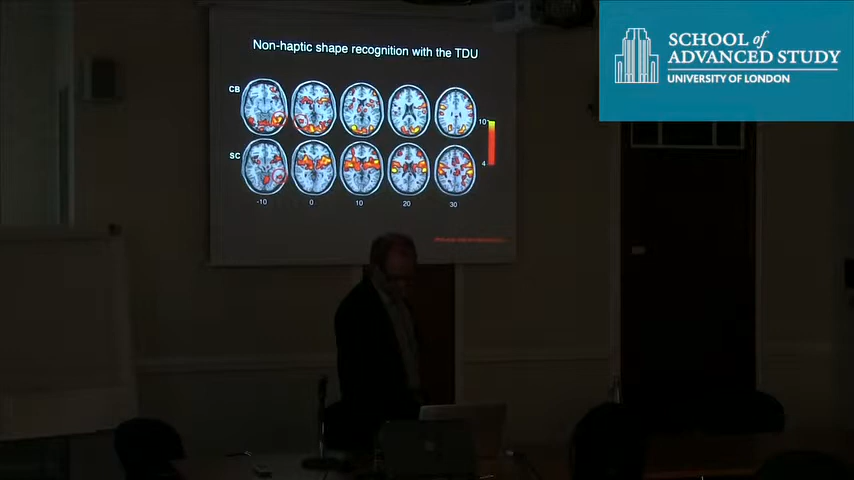 Non-haptic shape recognition with the TDU
CB
10
SC
4
-10 0 10 20 30
SCHOOL of
ADVANCED STUDY
UNIVERSITY OF LONDON